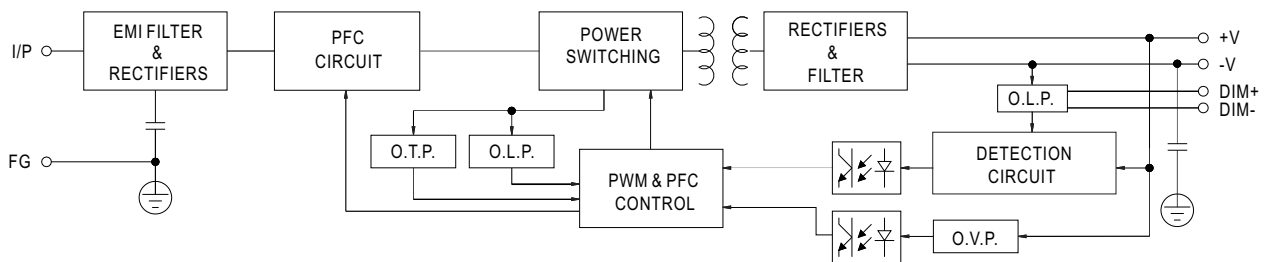 I/P
EMI FILTER
&
RECTIFIERS
PFC
CIRCUIT
POWER
SWITCHING
RECTIFIERS
&
FILTER
+V
-V
DIM+
DIM-
O.L.P.
FG
O.T.P.
O.L.P.
PWM & PFC
CONTROL
DETECTION
CIRCUIT
O.V.P.